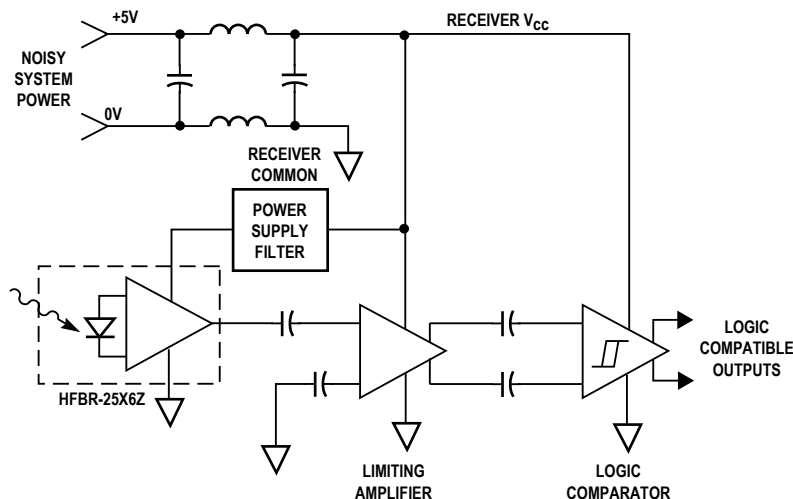 +5V
RECEIVER VCC
NOISY
SYSTEM
POWER
0V
RECEIVER
COMMON
POWER
SUPPLY
FILTER
LOGIC
COMPATIBLE
OUTPUTS
HFBR-25X6Z
LIMITING
AMPLIFIER
LOGIC
COMPARATOR